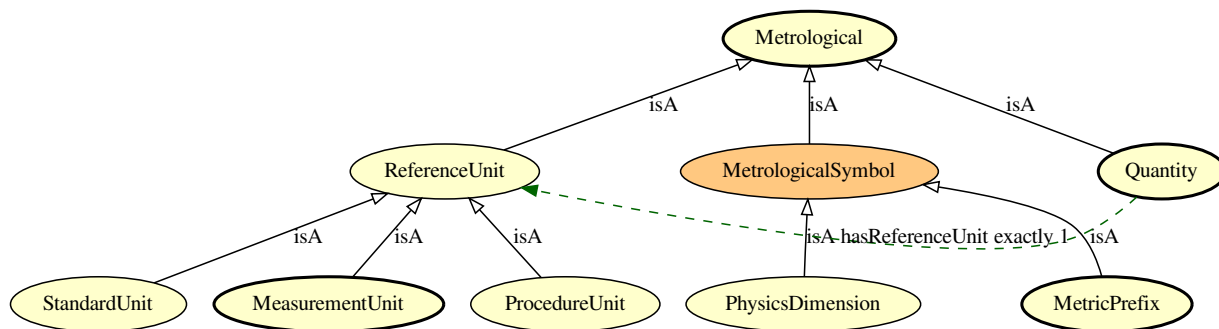 Metrological
isA
isA
isA
ReferenceUnit
MetrologicalSymbol
Quantity
isA
isA
isA
isA
hasReferenceUnit exactly 1
isA
StandardUnit
MeasurementUnit
ProcedureUnit
PhysicsDimension
MetricPrefix